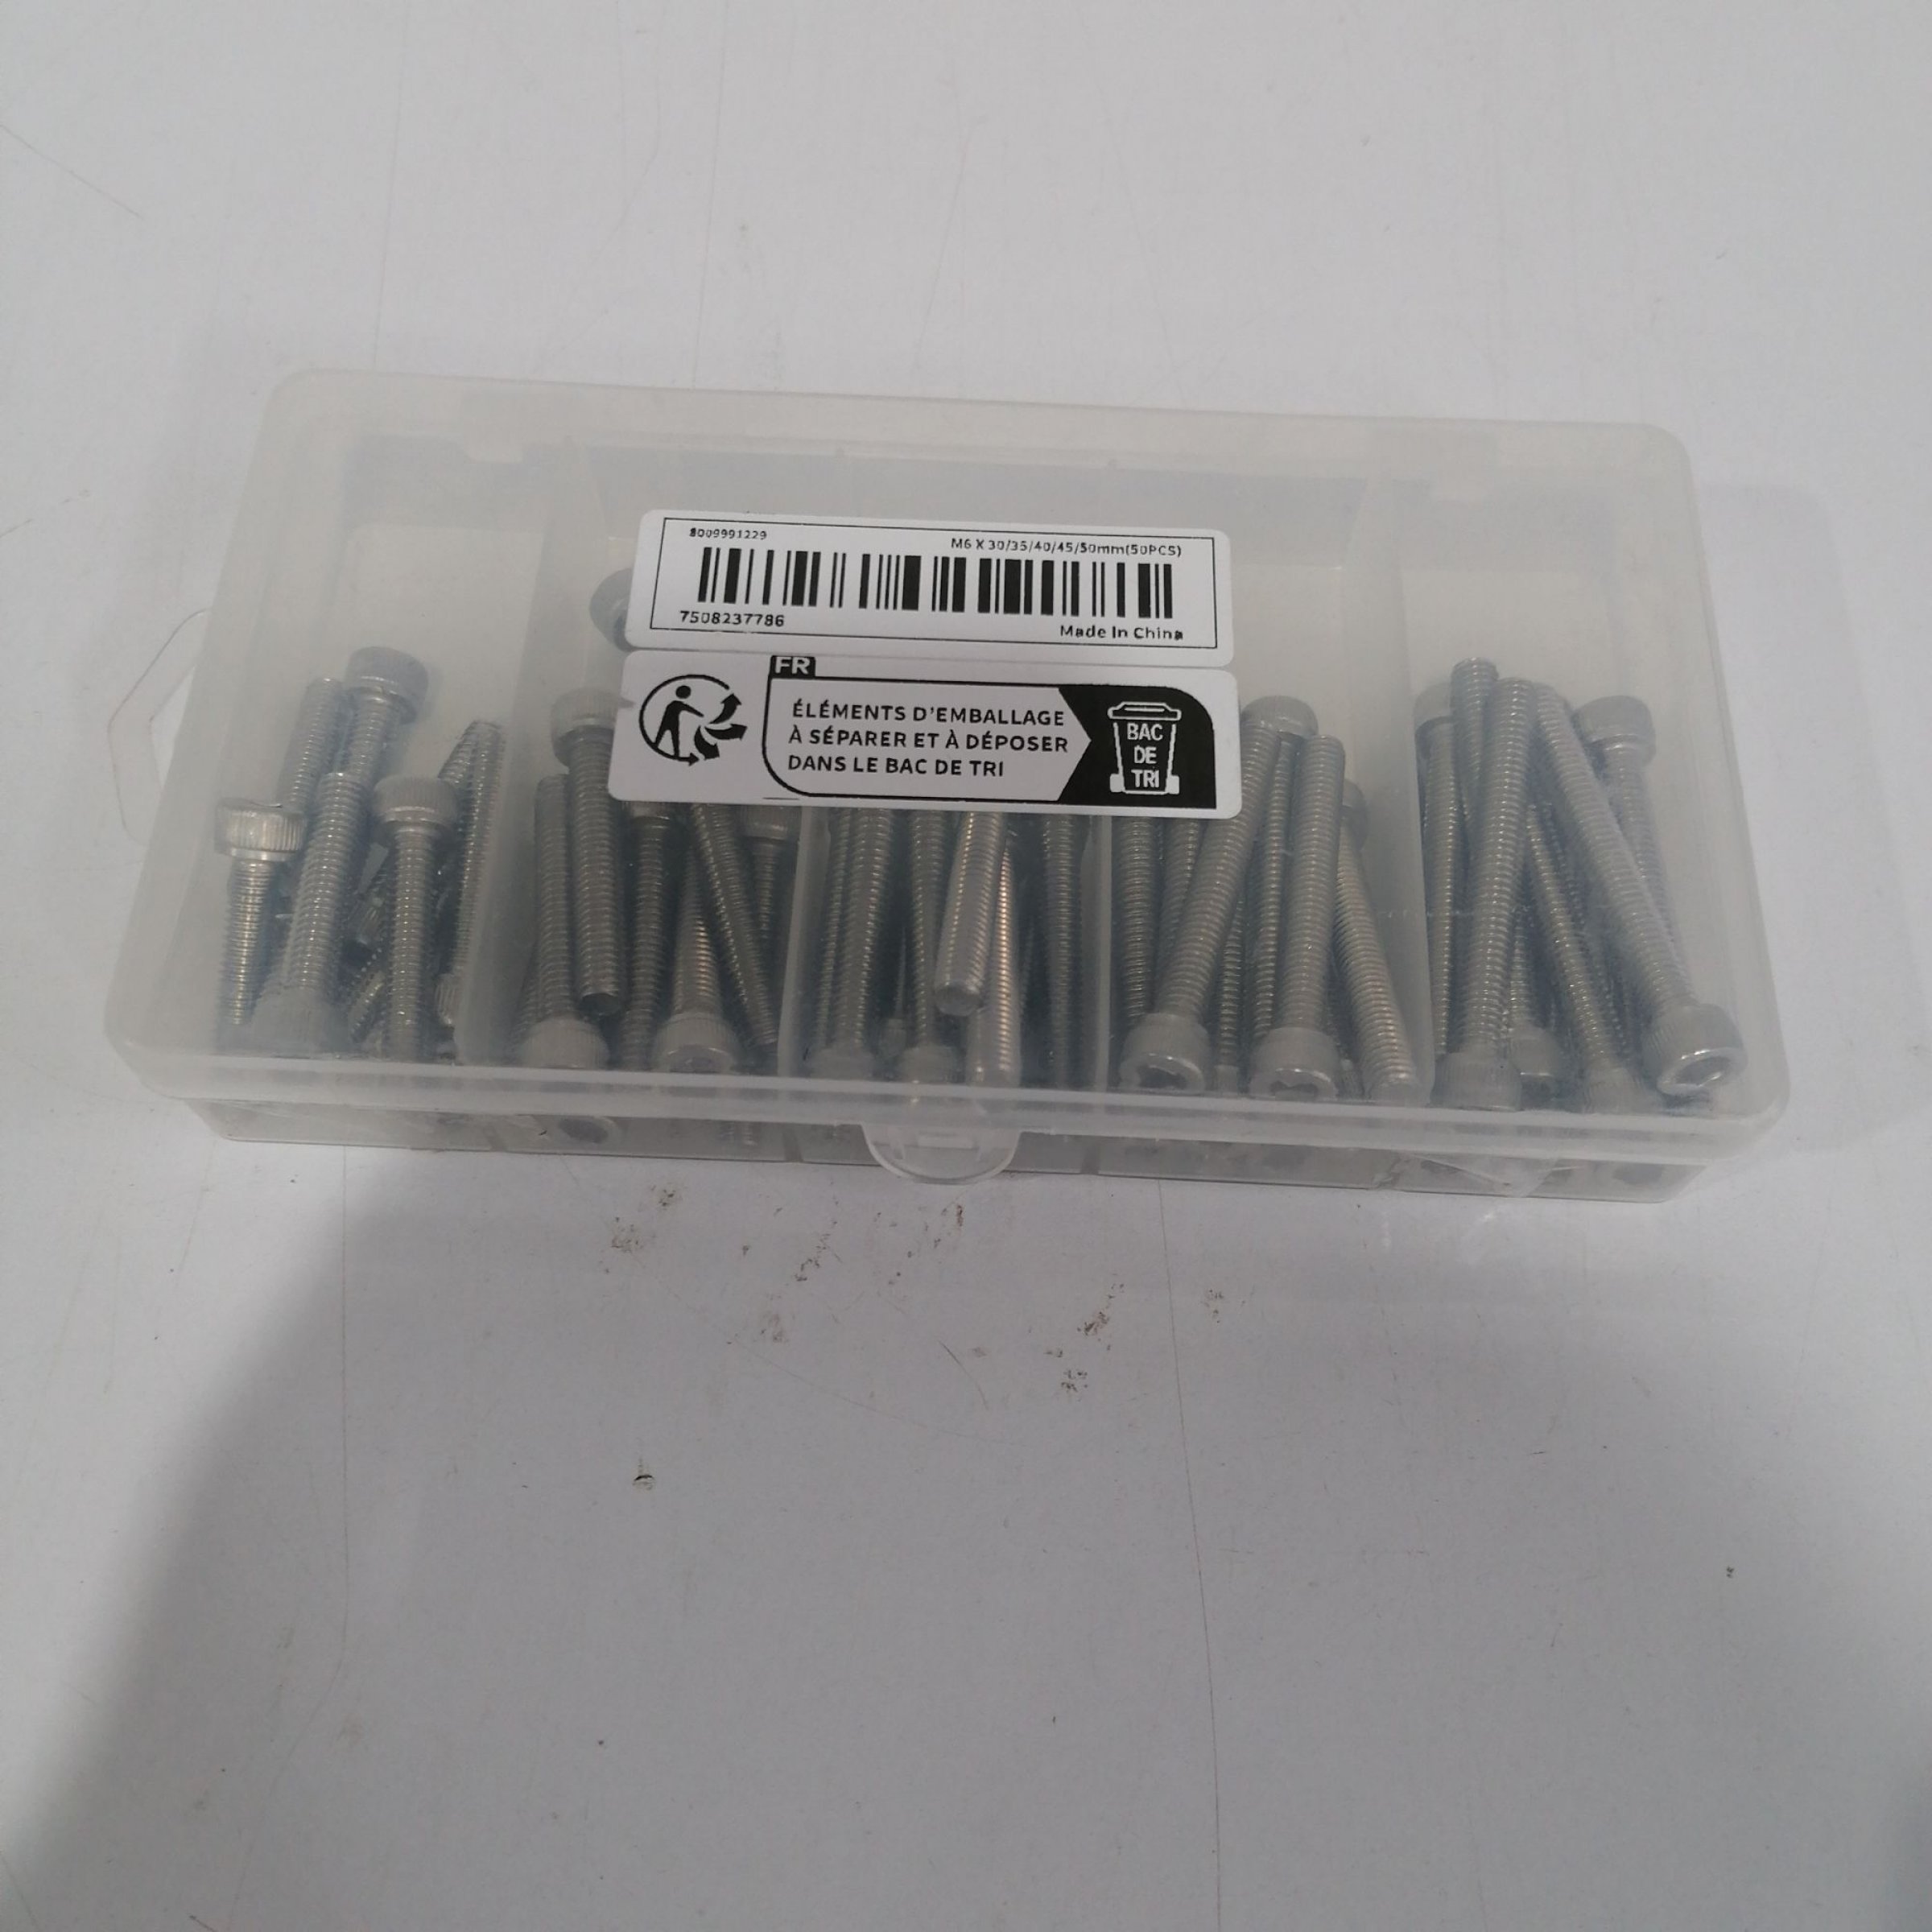 8009991229
M6 X 30/35/40/45/50mm(50PCS)
7508237786
Made In China
FR
ÉLÉMENTS D'EMBALLAGE
À SÉPARER ET À DÉPOSER
DANS LE BAC DE TRI
BAC
DE
TRI